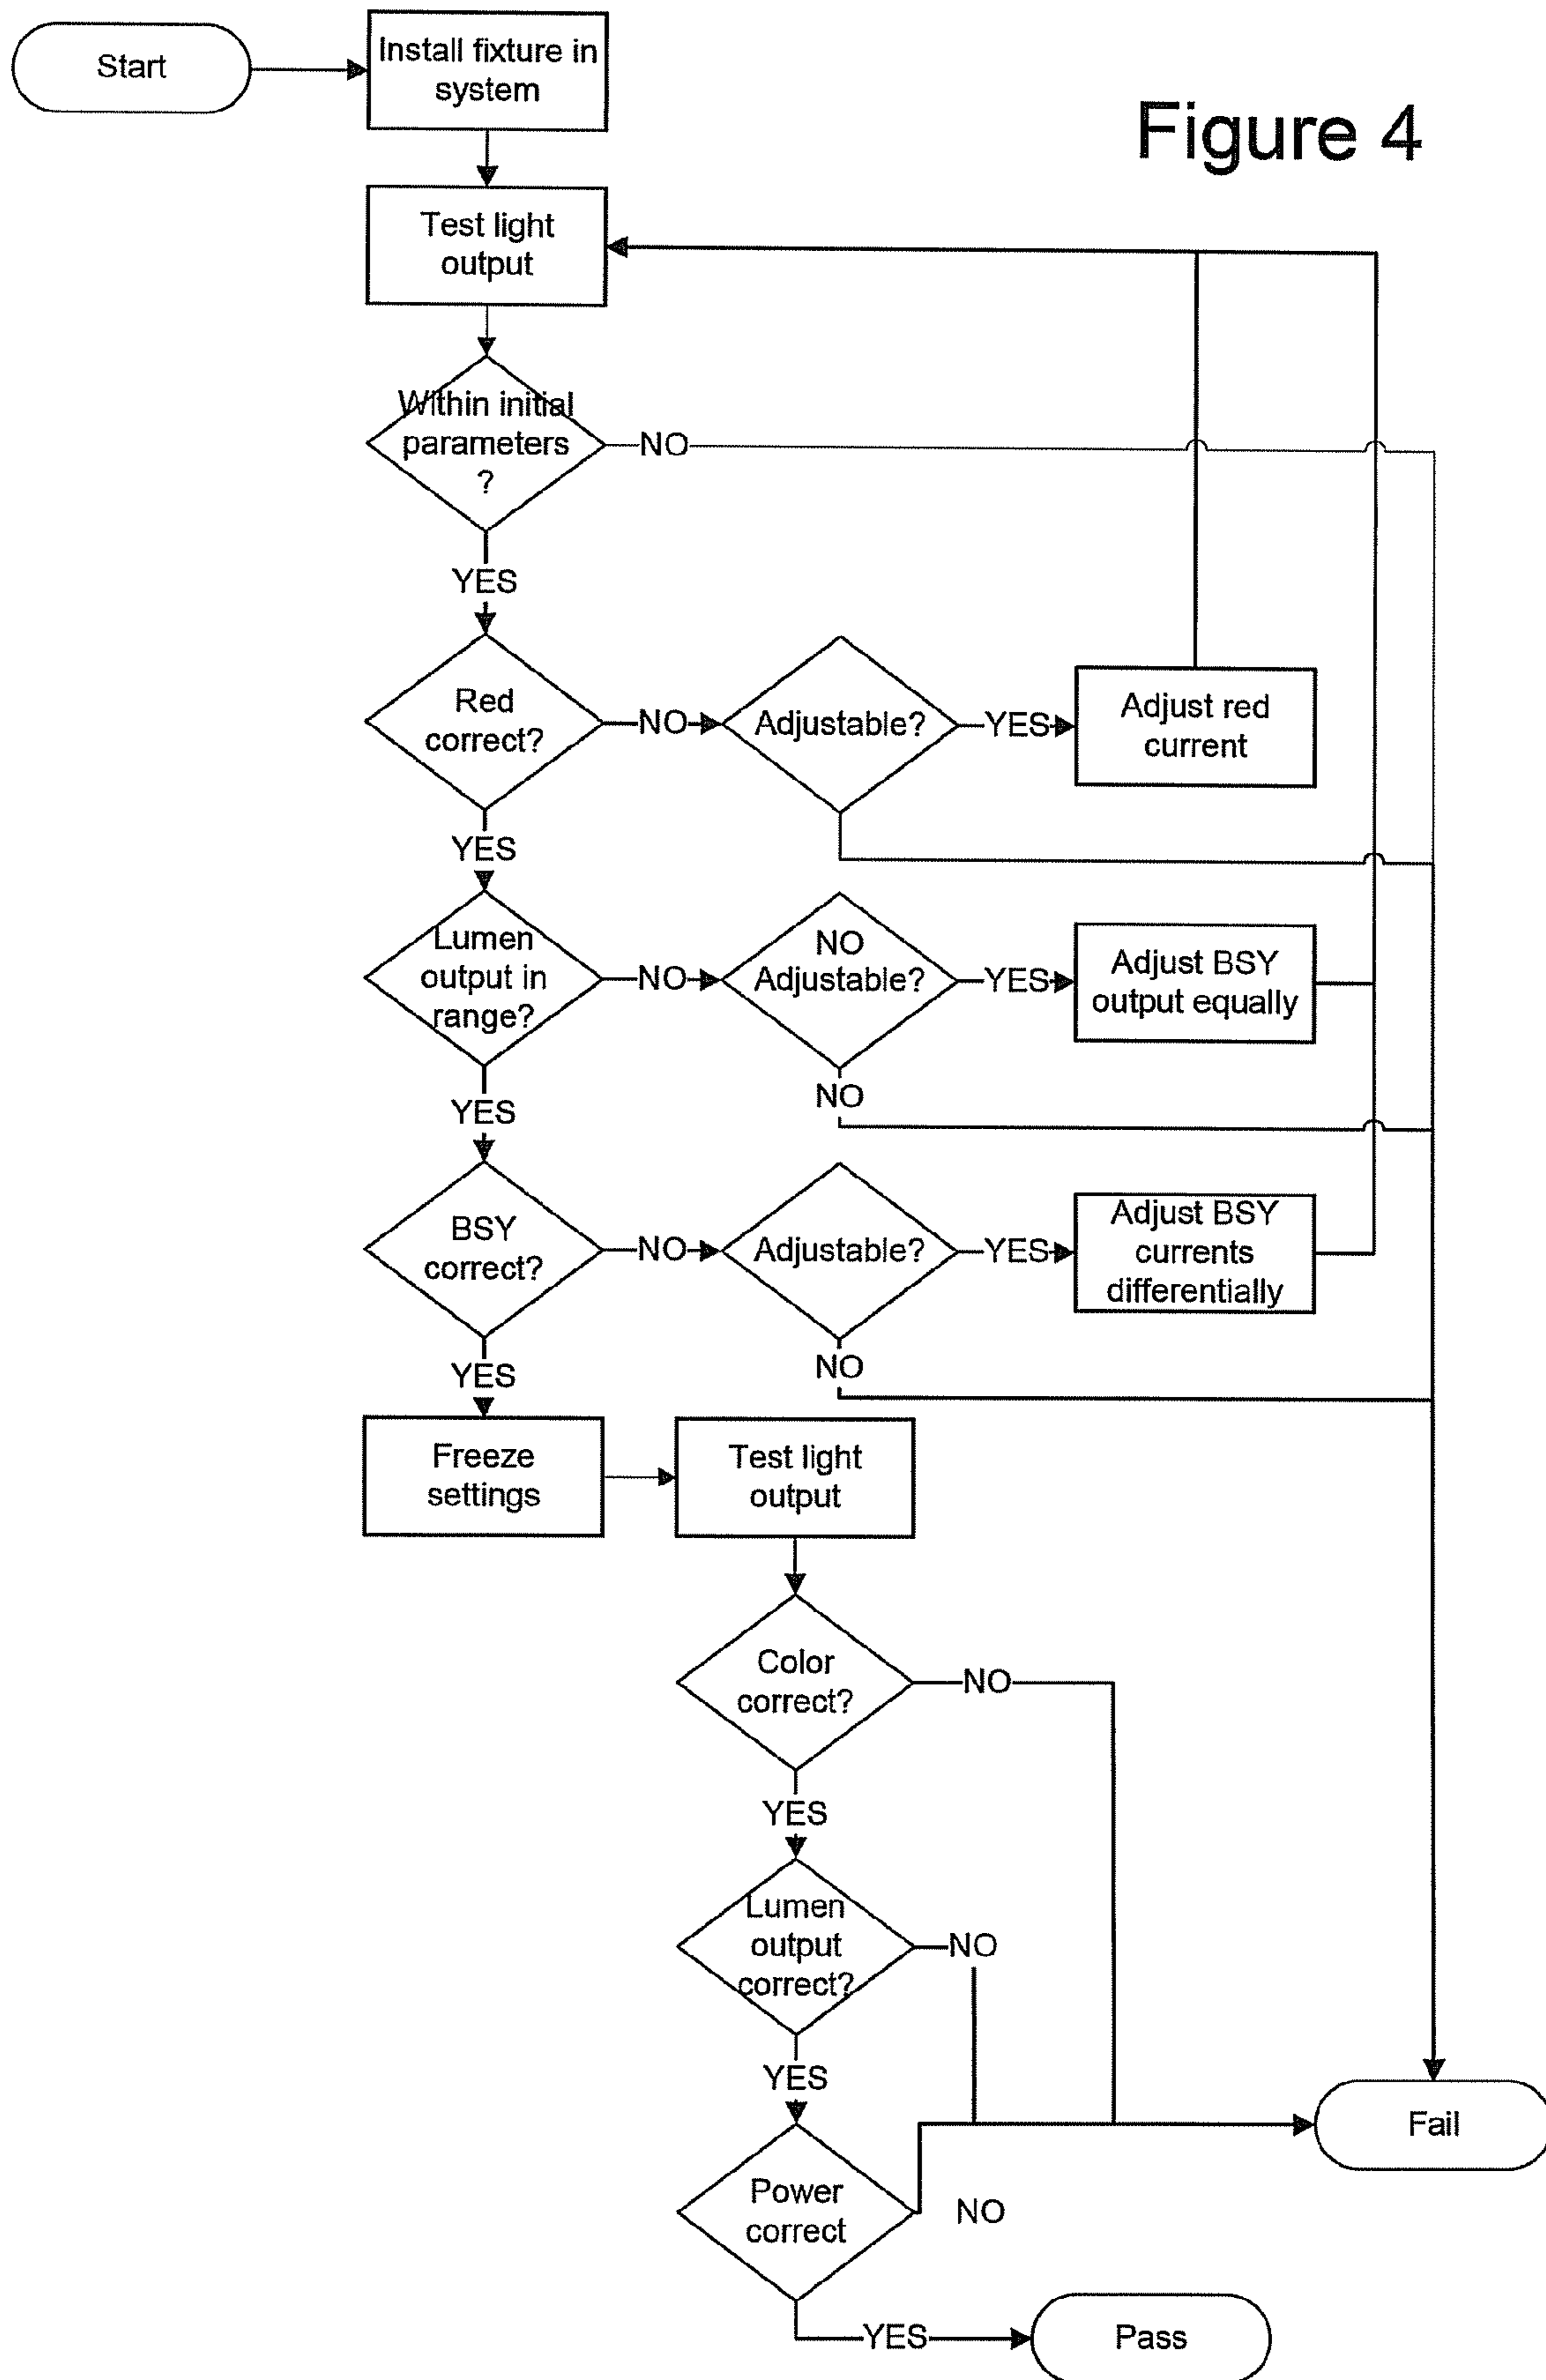 Start
Install fixture in
system
Figure 4
Test light
output
Within initial
parameters
?
NO
YES
Red
correct?
NO
Adjustable?
YES
Adjust red
current
YES
Lumen
output in
range?
NO
NO
Adjustable?
YES
Adjust BSY
output equally
NO
YES
BSY
correct?
NO
Adjustable?
YES
Adjust BSY
currents
differentially
NO
YES
Freeze
settings
Test light
output
Color
correct?
NO
YES
Lumen
output
correct?
NO
YES
Fail
Power
correct
NO
YES
Pass